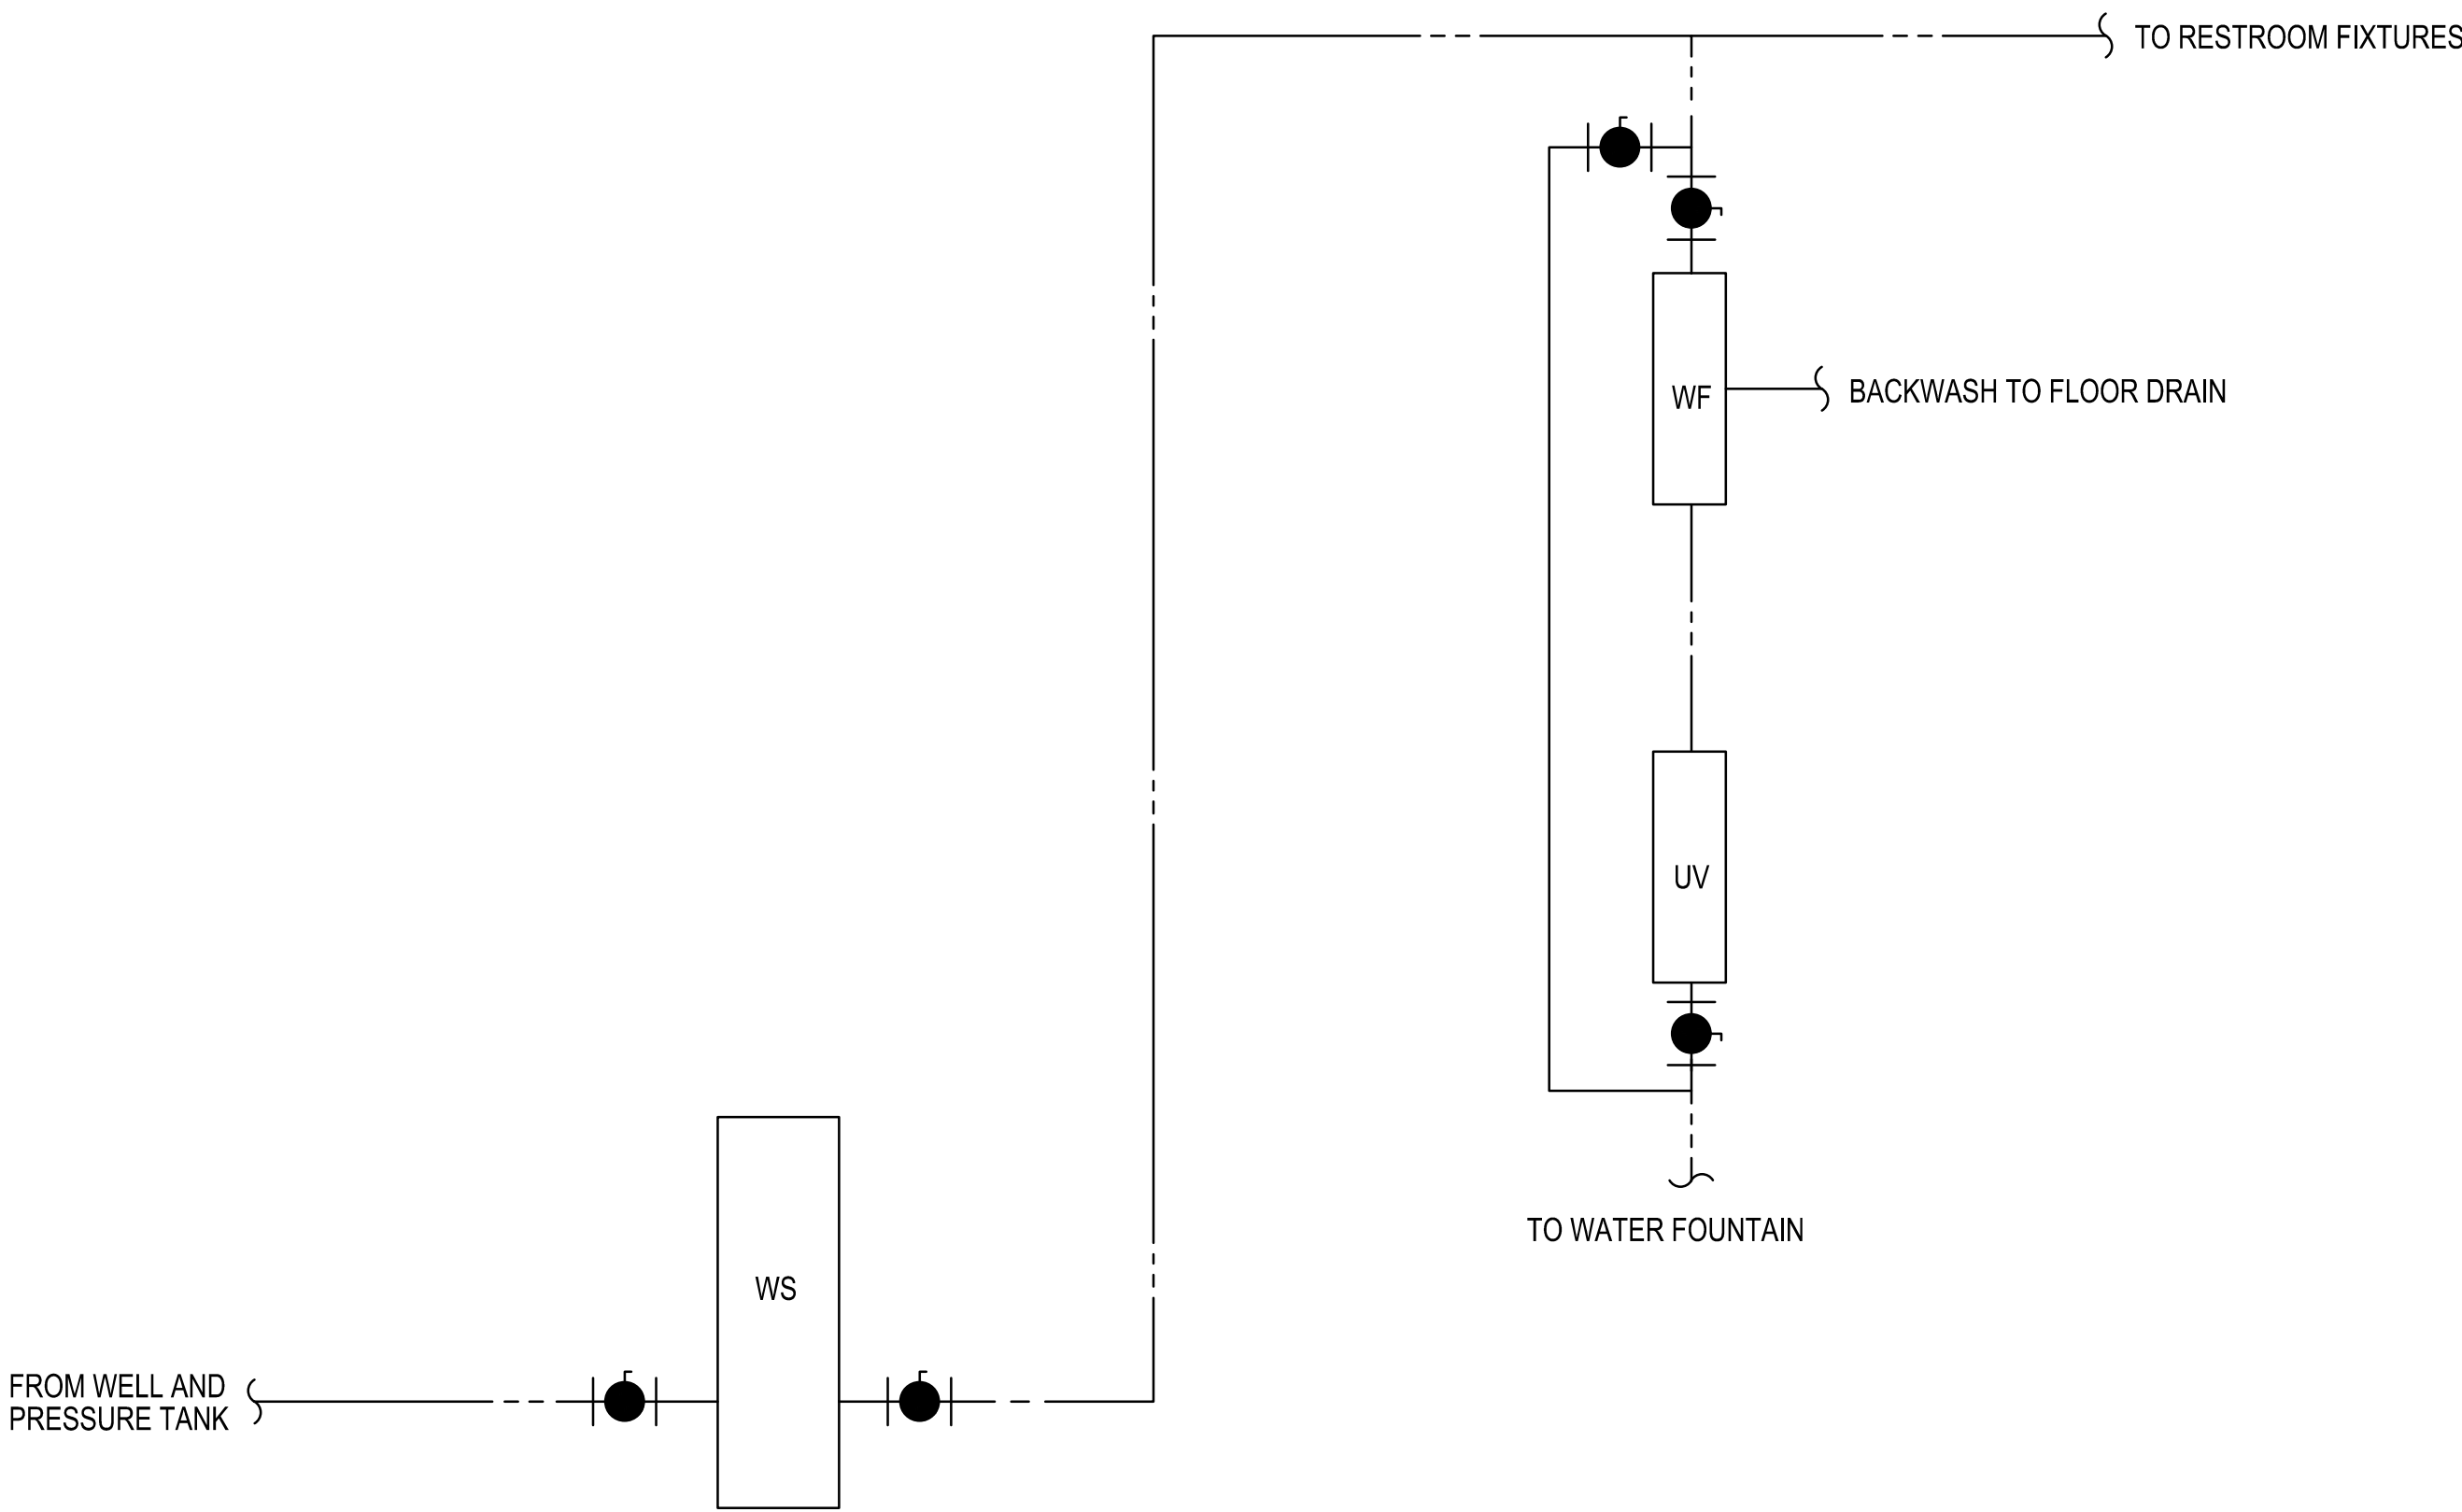 TO RESTROOM FIXTURES
WF
BACKWASH TO FLOOR DRAIN
UV
TO WATER FOUNTAIN
WS
FROM WELL AND
PRESSURE TANK